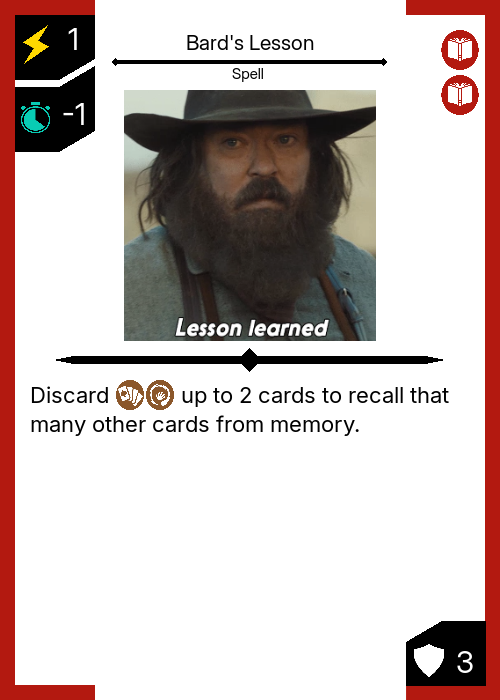 1
Bard's Lesson
Spell
-1
Lesson learned
Discard up to 2 cards to recall that
many other cards from memory.
3